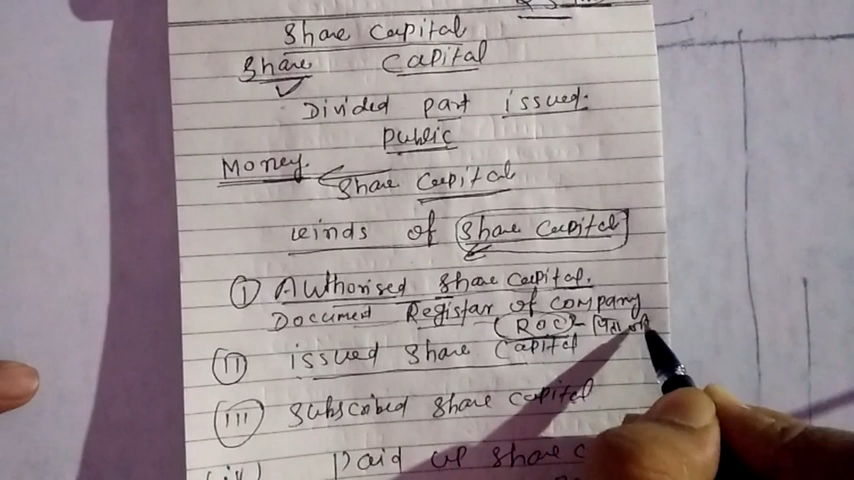 Share Capital
Share Capital
Divided part issued.
public
Money.
Share Capital
kinds of Share Capital
(I) Authorised Share Capital.
Document Registar of Company
(ROC)-
(II) issued Share Capital
(III) Subscribed Share Capital
(iv) Paid up Share